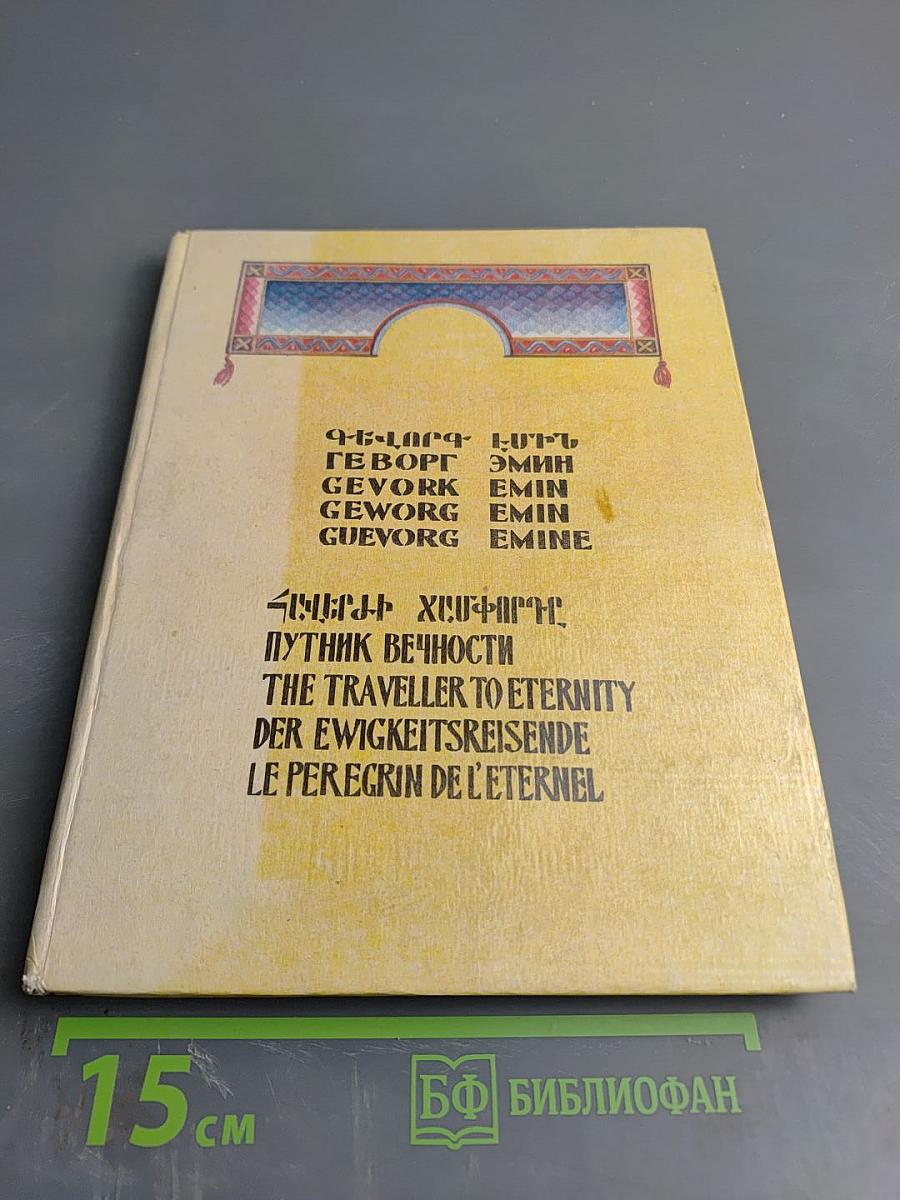 ԳԵՎՈՐԳ ԷՄԻՆ
ГЕВОРГ ЭМИН
GEVORK EMIN
GEWORG EMIN
GUEVORG EMINE
ՀԱՎԵՐԺԻ ՃԱՄՓՈՐԴԸ
ПУТНИК ВЕЧНОСТИ
THE TRAVELLER TO ETERNITY
DER EWIGKEITSREISENDE
LE PEREGRIN DE L'ETERNEL
15 см
БФ БИБЛИОФАН